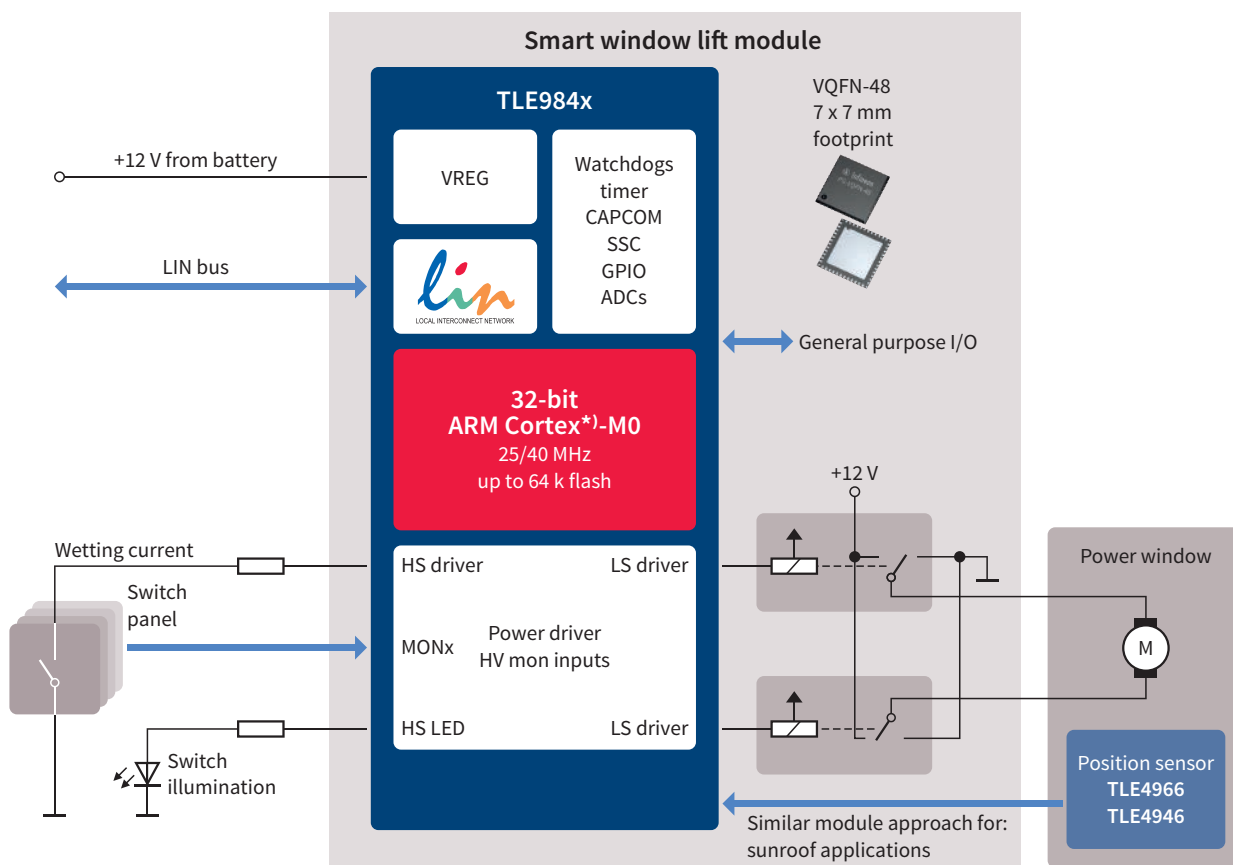 Smart window lift module
TLE984x
VQFN-48
7 x 7 mm
footprint
+12 V from battery
VREG
Watchdogs
timer
CAPCOM
SSC
GPIO
ADCs
LIN bus
lin
LOCAL INTERCONNECT NETWORK
General purpose I/O
32-bit
ARM Cortex*)-M0
25/40 MHz
up to 64 k flash
+12 V
Wetting current
HS driver
LS driver
Power window
Switch
panel
MONx
Power driver
HV mon inputs
M
HS LED
LS driver
Switch
illumination
Position sensor
TLE4966
TLE4946
Similar module approach for:
sunroof applications